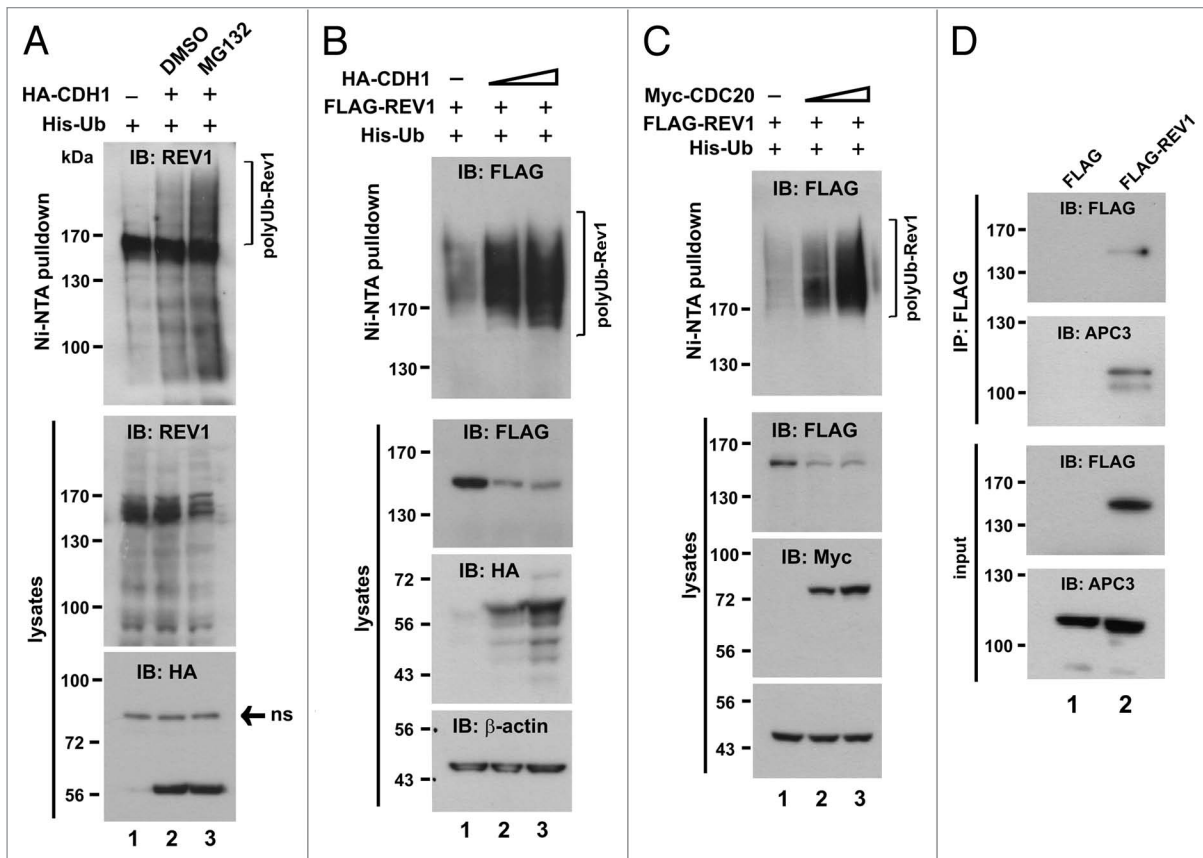 A
DMSO
MG132
HA-CDH1 – + +
His-Ub + + +
kDa
IB: REV1
Ni-NTA pulldown
polyUb-Rev1
170
130
100
lysates
IB: REV1
170
130
100
IB: HA
100
72
56
ns
1 2 3
B
HA-CDH1 –
FLAG-REV1 + + +
His-Ub + + +
IB: FLAG
Ni-NTA pulldown
polyUb-Rev1
170
130
lysates
IB: FLAG
170
130
IB: HA
72
56
43
IB: β-actin
56
43
1 2 3
C
Myc-CDC20 –
FLAG-REV1 + + +
His-Ub + + +
IB: FLAG
Ni-NTA pulldown
polyUb-Rev1
170
130
lysates
IB: FLAG
170
130
IB: Myc
100
72
56
56
43
1 2 3
D
FLAG
FLAG-REV1
IP: FLAG
IB: FLAG
170
130
IB: APC3
130
100
input
IB: FLAG
170
130
IB: APC3
130
100
1 2